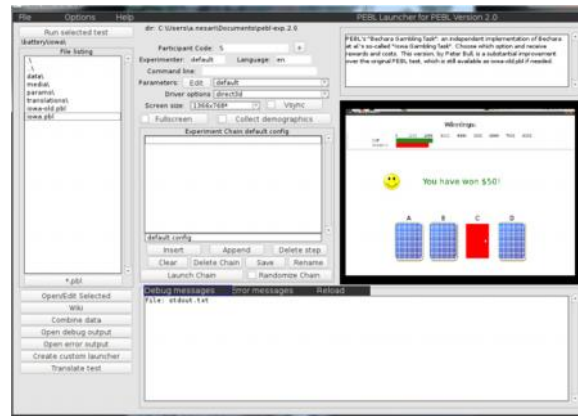 File Options Help
PEBL Launcher for PEBL Version 2.0
Run selected test
\battery\iowa\
File listing
..\
.\
data\
media\
params\
translations\
iowa-old.pbl
iowa.pbl
*.pbl
Open/Edit Selected
Wiki
Combine data
Open debug output
Open error output
Create custom launcher
Translate test
dir: C:\Users\a.nesari\Documents\pebl-exp.2.0
Participant Code: 5 +
Experimenter: default Language: en
Command line:
Parameters: Edit default
Driver options direct3d
Screen size: 1366x768* Vsync
Fullscreen Collect demographics
Experiment Chain default config
default config
Insert Append Delete step
Clear Delete Chain Save Rename
Launch Chain Randomize Chain
PEBL's "Bechara Gambling Task": an independent implementation of Bechara
et al's so-called "Iowa Gambling Task". Choose which option and receive
rewards and costs. This version, by Peter Bull, is a substantial improvement
over the original PEBL test, which is still available as iowa-old.pbl if needed.
Winnings:
You have won $50!
A B C D
Debug messages Error messages Reload
File: stdout.txt